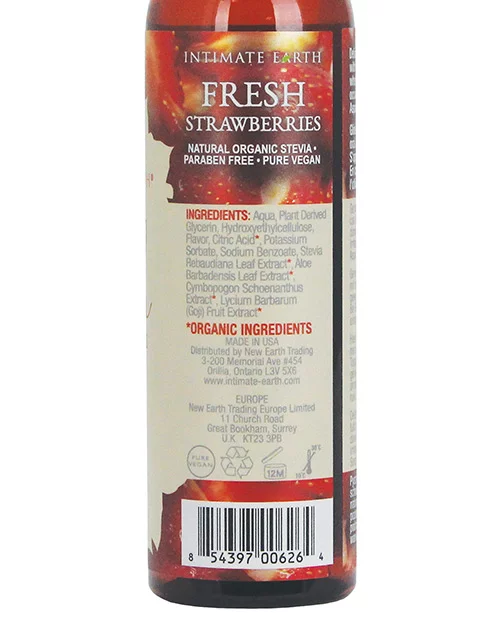 INTIMATE EARTH
FRESH
STRAWBERRIES
NATURAL ORGANIC STEVIA •
PARABEN FREE • PURE VEGAN
INGREDIENTS: Aqua, Plant Derived
Glycerin, Hydroxyethylcellulose,
Flavor, Citric Acid*, Potassium
Sorbate, Sodium Benzoate, Stevia
Rebaudiana Leaf Extract*, Aloe
Barbadensis Leaf Extract*,
Cymbopogon Schoenanthus
Extract*, Lycium Barbarum
(Goji) Fruit Extract*
*ORGANIC INGREDIENTS
MADE IN USA
Distributed by New Earth Trading
3-200 Memorial Ave #454
Orillia, Ontario L3V 5X6
www.intimate-earth.com
EUROPE
New Earth Trading Europe Limited
11 Church Road
Great Bookham, Surrey
U.K KT23 3PB
PURE
VEGAN
12M
8 54397 00626 4